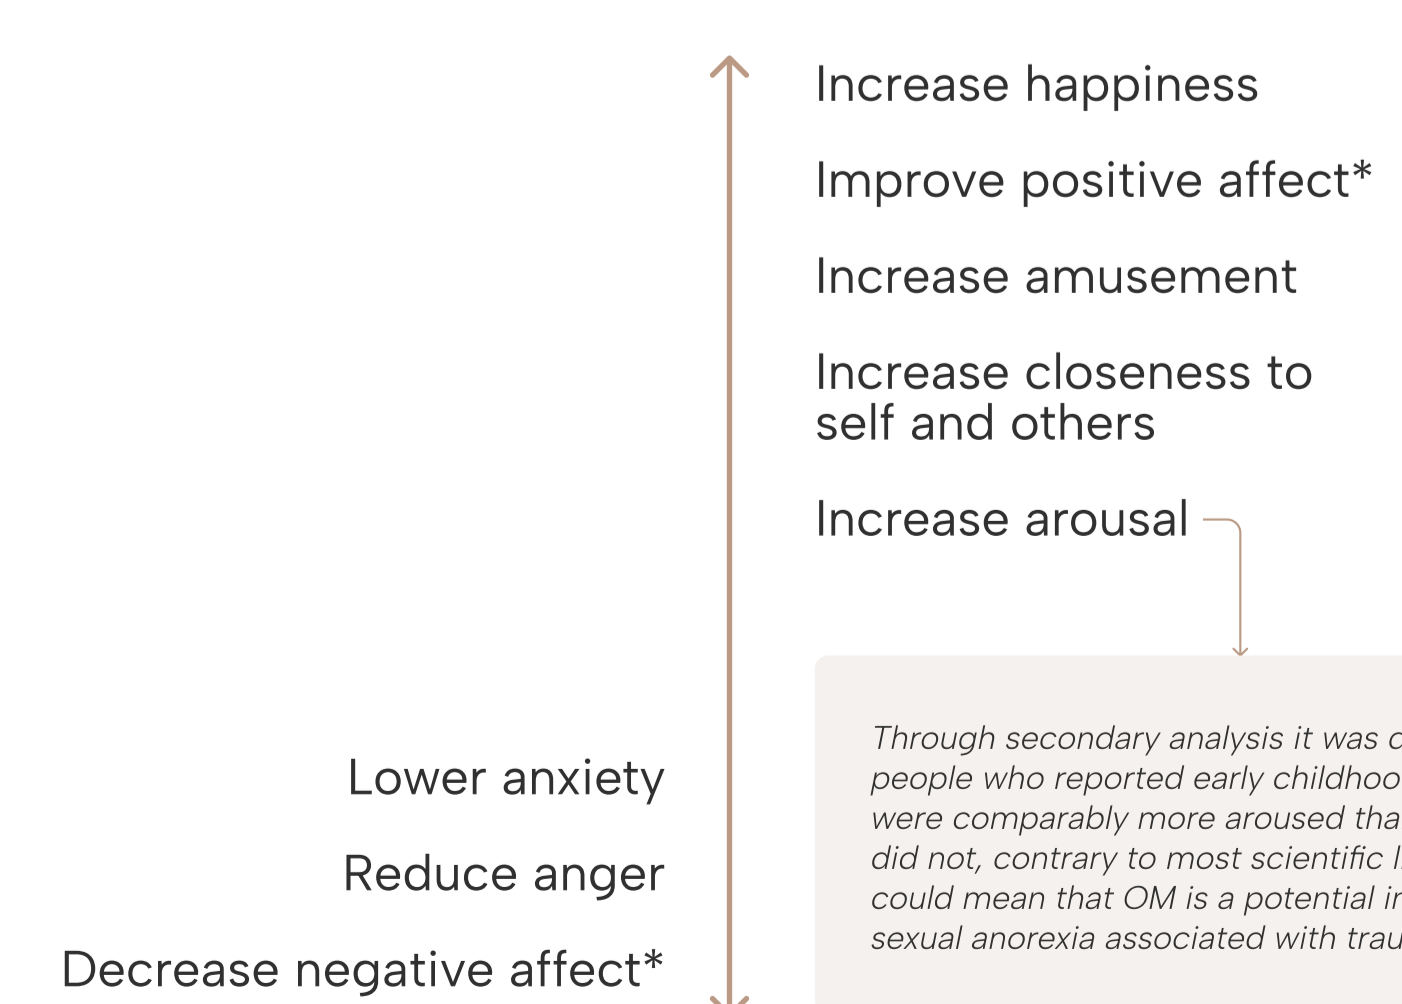 Increase happiness
Improve positive affect*
Increase amusement
Increase closeness to
self and others
Increase arousal
Through secondary analysis it was
people who reported early
were comparably more aroused
did not, contrary to most scientific
could mean that OM is a potential
sexual anorexia associated with
Lower anxiety
Reduce anger
Decrease negative affect*